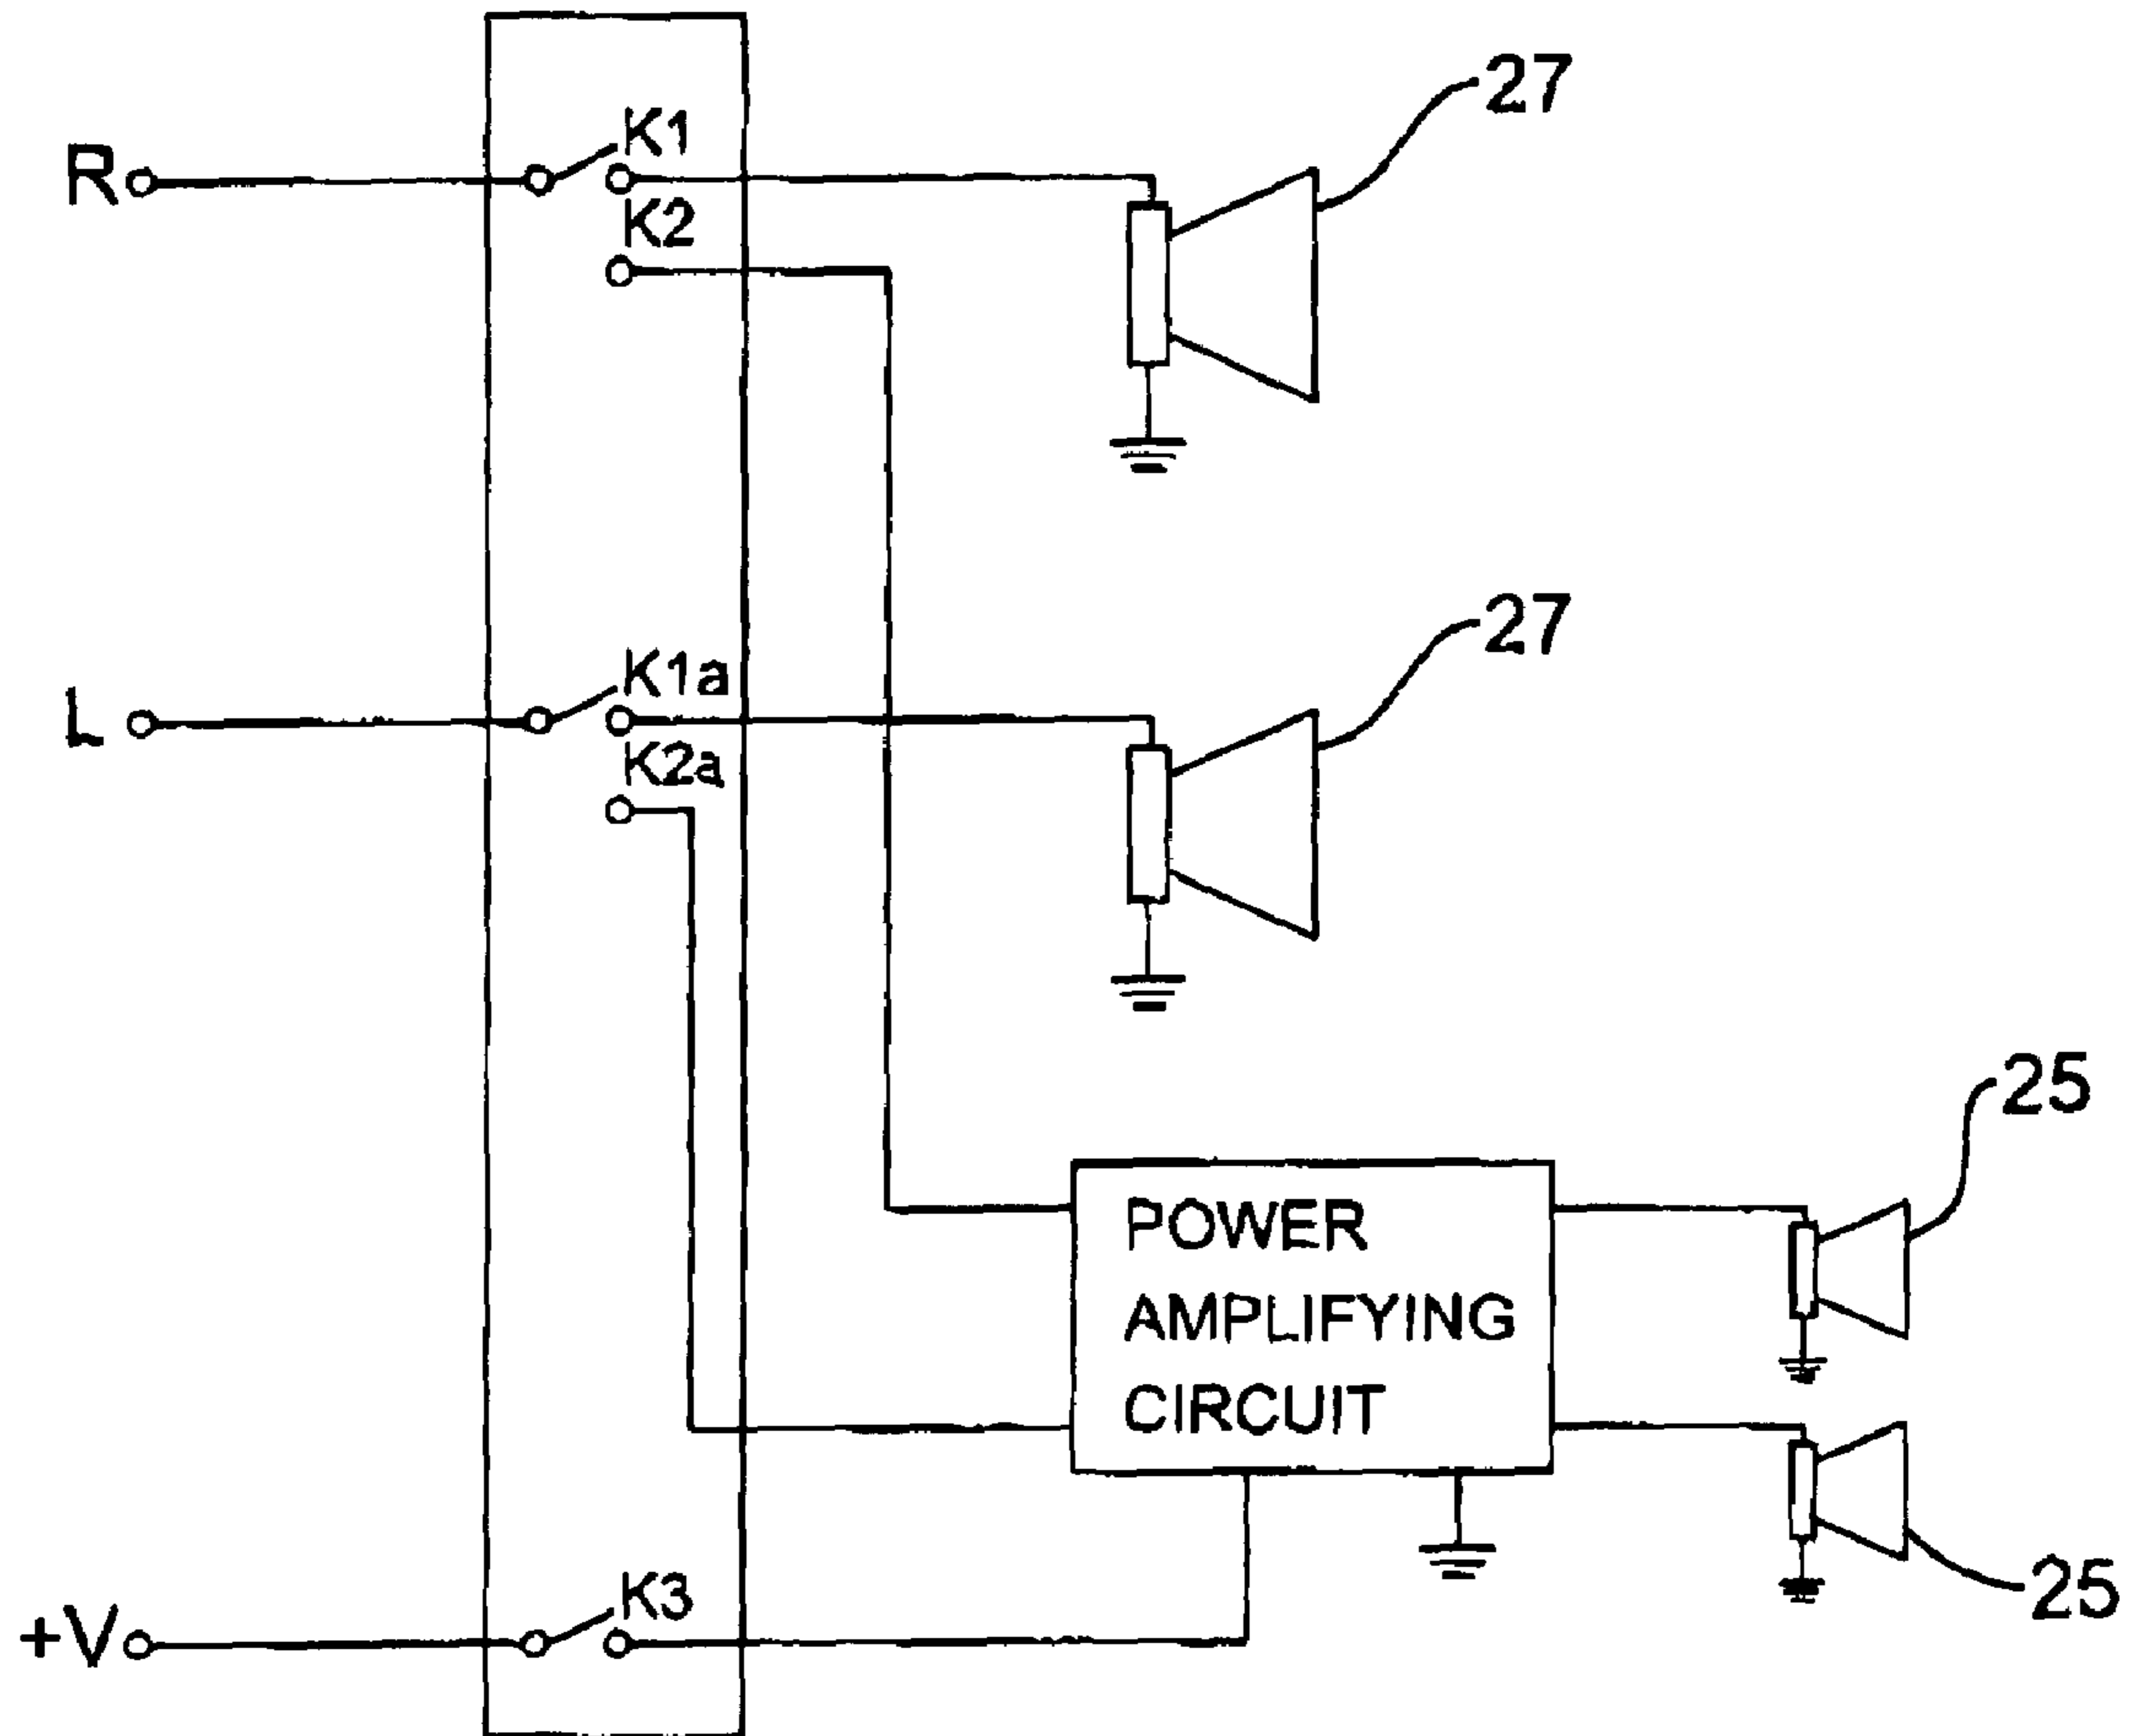 27
K1
R
K2
27
K1a
L
K2a
25
POWER
AMPLIFYING
CIRCUIT
25
K3
+V